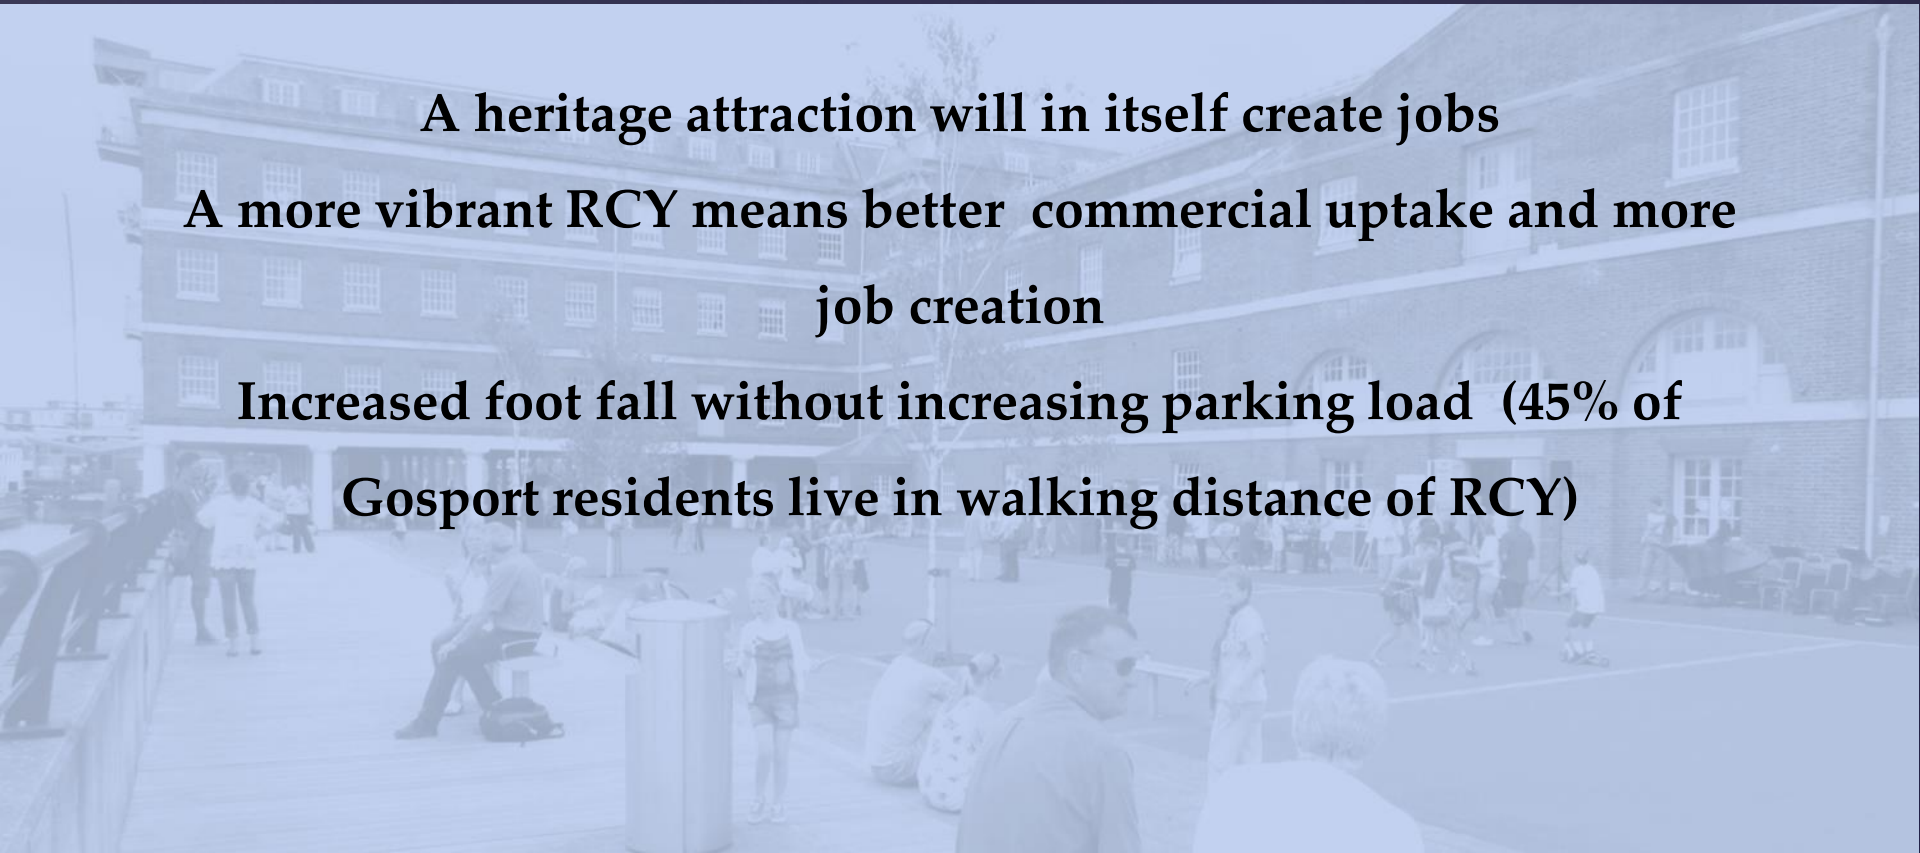 A heritage attraction will in itself create jobs
A more vibrant RCY means better  commercial uptake and more
job creation
Increased foot fall without increasing parking load  (45% of
Gosport residents live in walking distance of RCY)